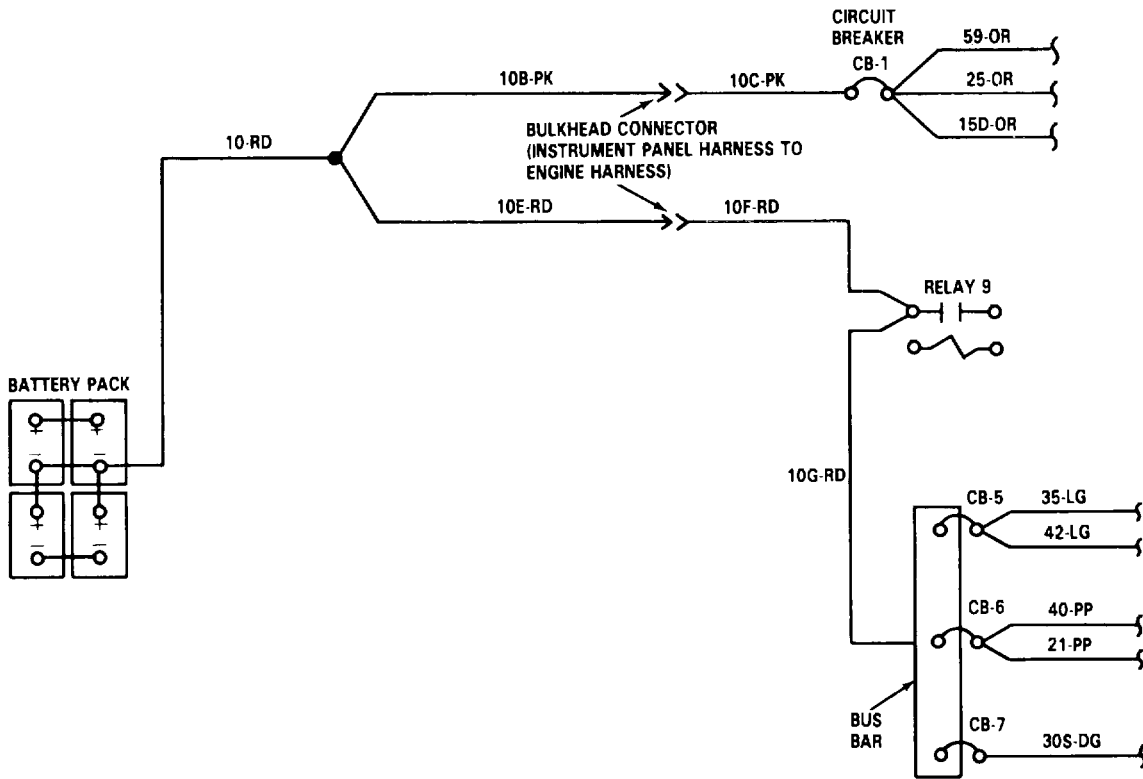 CIRCUIT
BREAKER
CB-1
59-OR
25-OR
15D-OR
10B-PK
10C-PK
BULKHEAD CONNECTOR
(INSTRUMENT PANEL HARNESS TO
ENGINE HARNESS)
10-RD
10E-RD
10F-RD
RELAY 9
BATTERY PACK
+ +
– –
+ +
– –
10G-RD
CB-5
35-LG
42-LG
CB-6
40-PP
21-PP
BUS
BAR
CB-7
30S-DG